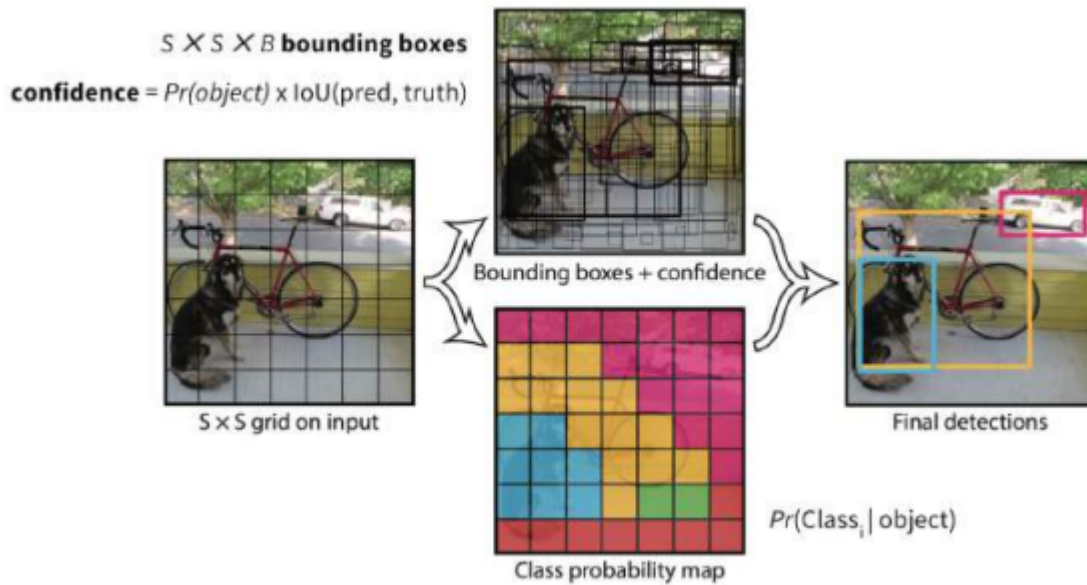 S × S × B bounding boxes
confidence = Pr(object) x IoU(pred, truth)
Bounding boxes + confidence
S × S grid on input
Final detections
Pr(Classᵢ | object)
Class probability map